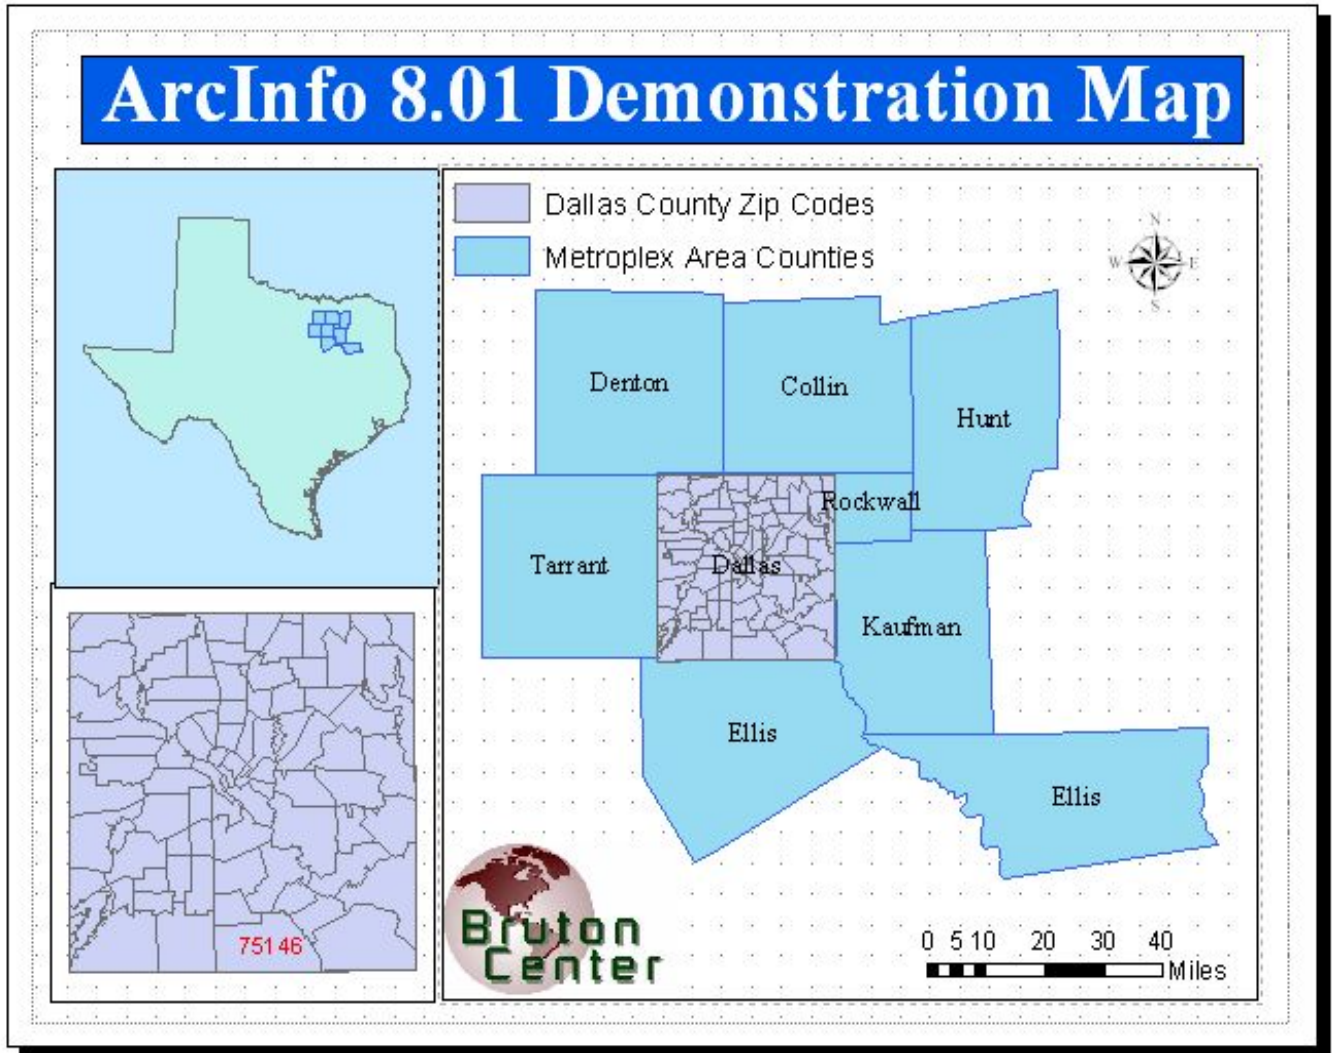 ArcInfo 8.01 Demonstration Map
Dallas County Zip Codes
Metroplex Area Counties
N
W E
S
Denton
Collin
Hunt
Rockwall
Tarrant
Dallas
Kaufman
Ellis
Ellis
75146
Bruton
Center
0 5 10 20 30 40
Miles